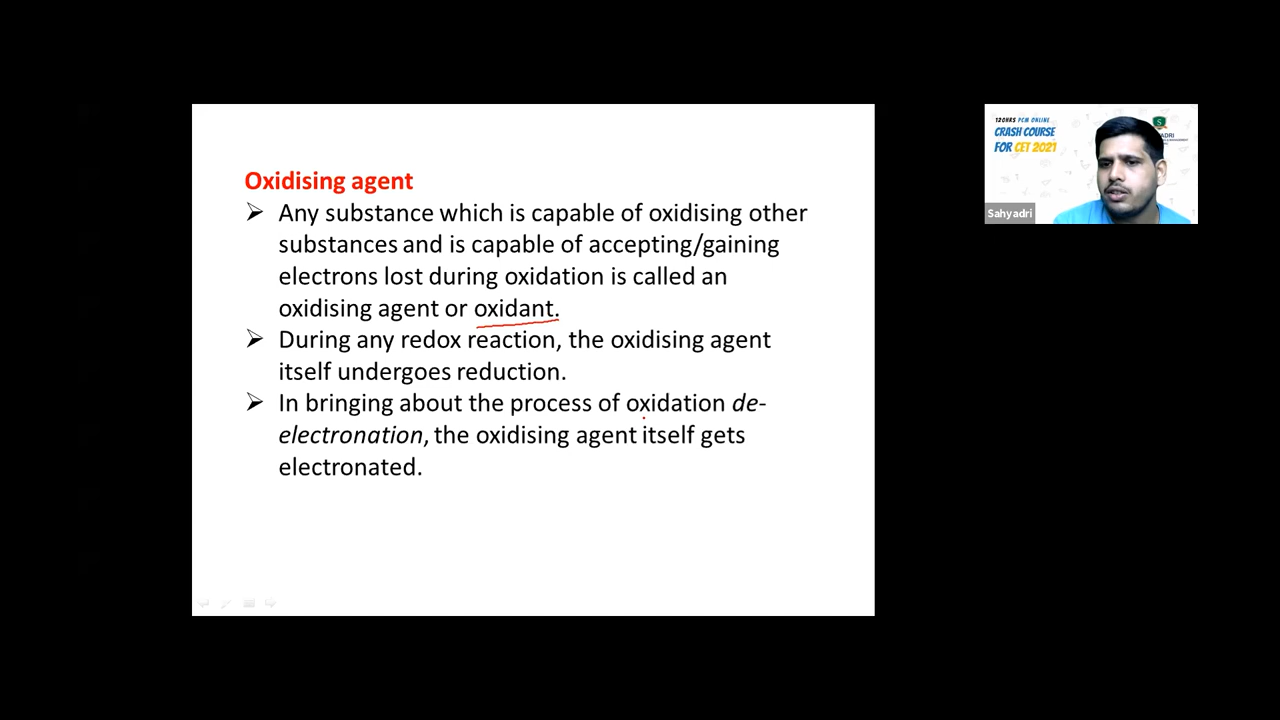 Oxidising agent
➢ Any substance which is capable of oxidising other
substances and is capable of accepting/gaining
electrons lost during oxidation is called an
oxidising agent or oxidant.
➢ During any redox reaction, the oxidising agent
itself undergoes reduction.
➢ In bringing about the process of oxidation de-
electronation, the oxidising agent itself gets
electronated.
120HRS PCM ONLINE
CRASH COURSE
FOR CET 2021
S
Sahyadri